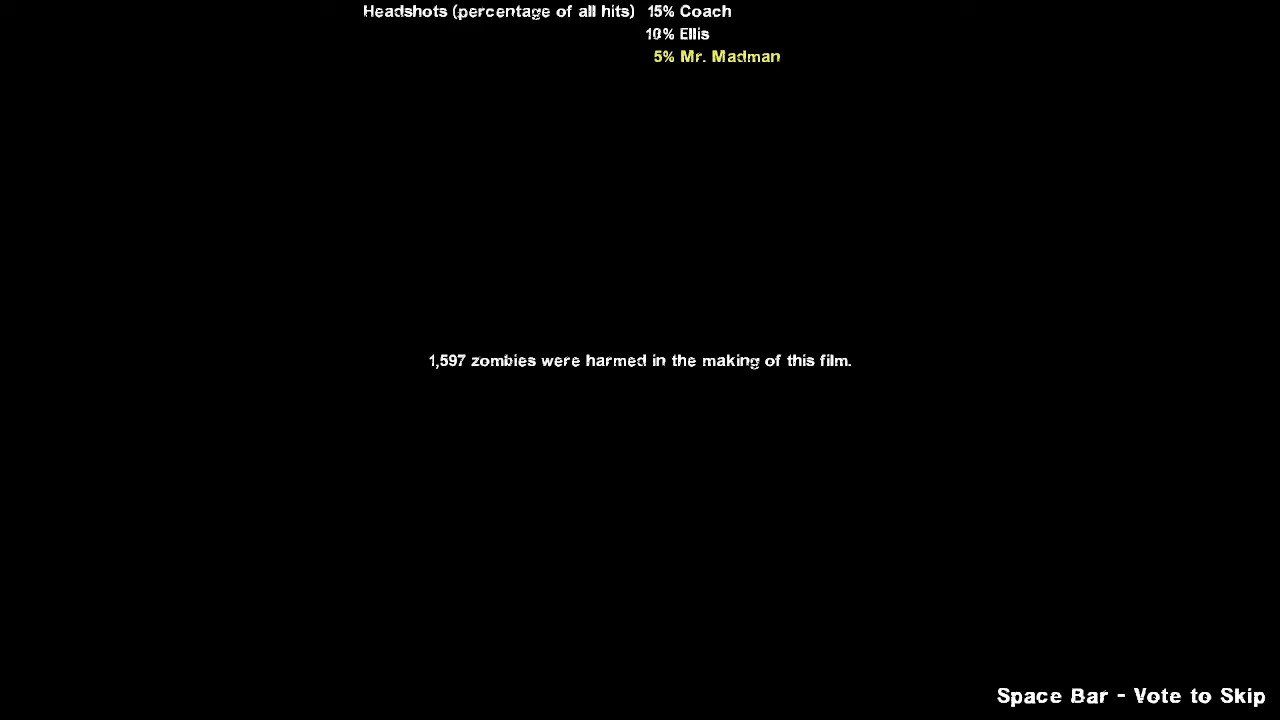 Headshots (percentage of all hits) 15% Coach
10% Ellis
5% Mr. Madman
1,597 zombies were harmed in the making of this film.
Space Bar - Vote to Skip